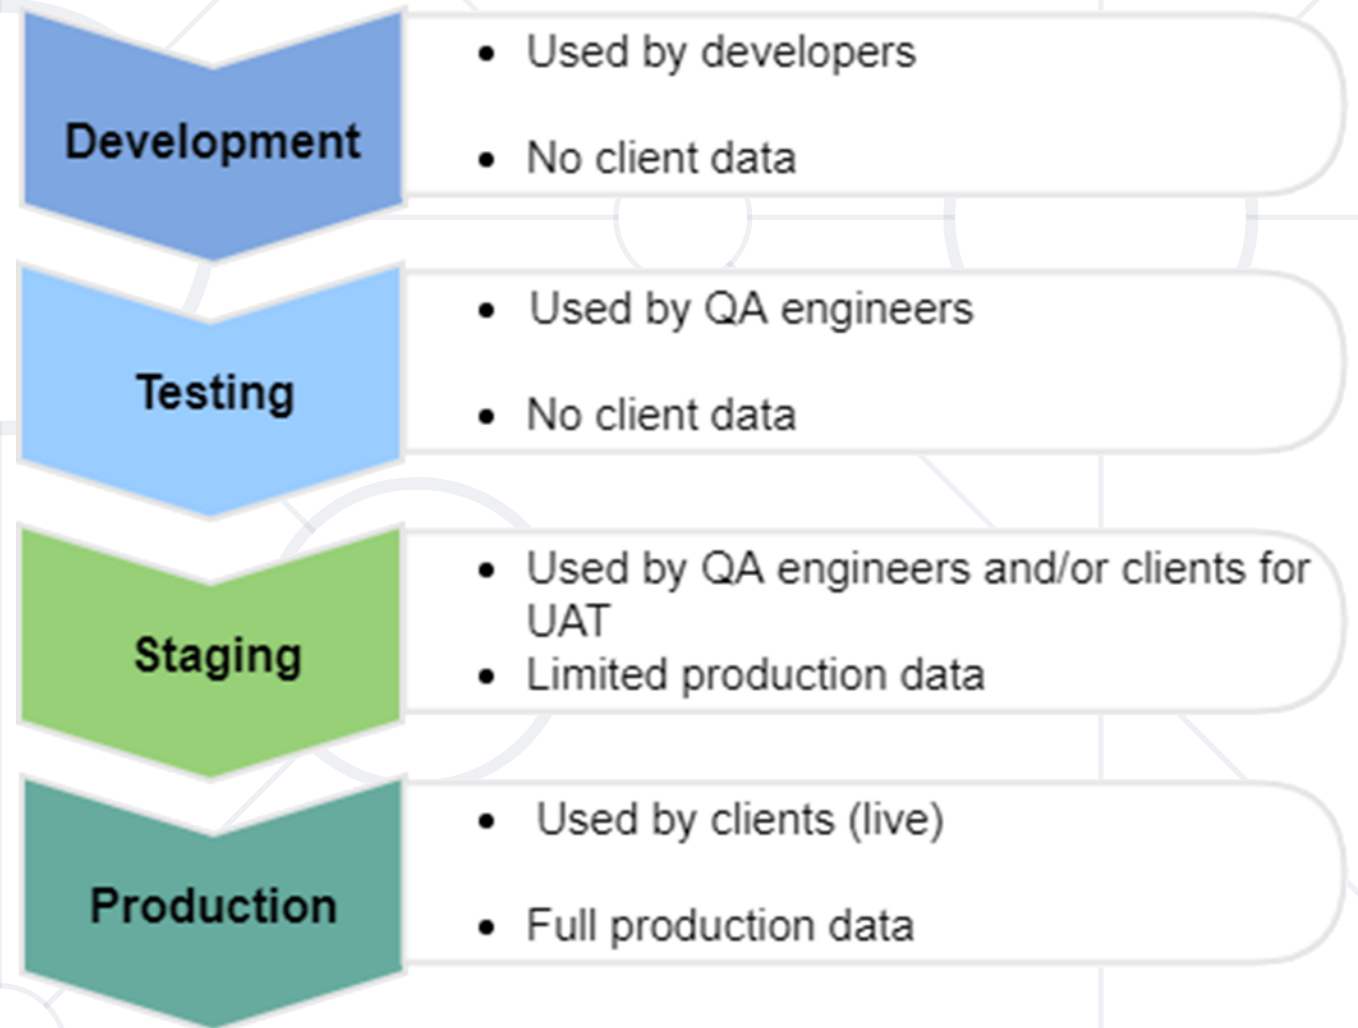 Development
• Used by developers
• No client data
Testing
• Used by QA engineers
• No client data
Staging
• Used by QA engineers and/or clients for
UAT
• Limited production data
Production
• Used by clients (live)
• Full production data